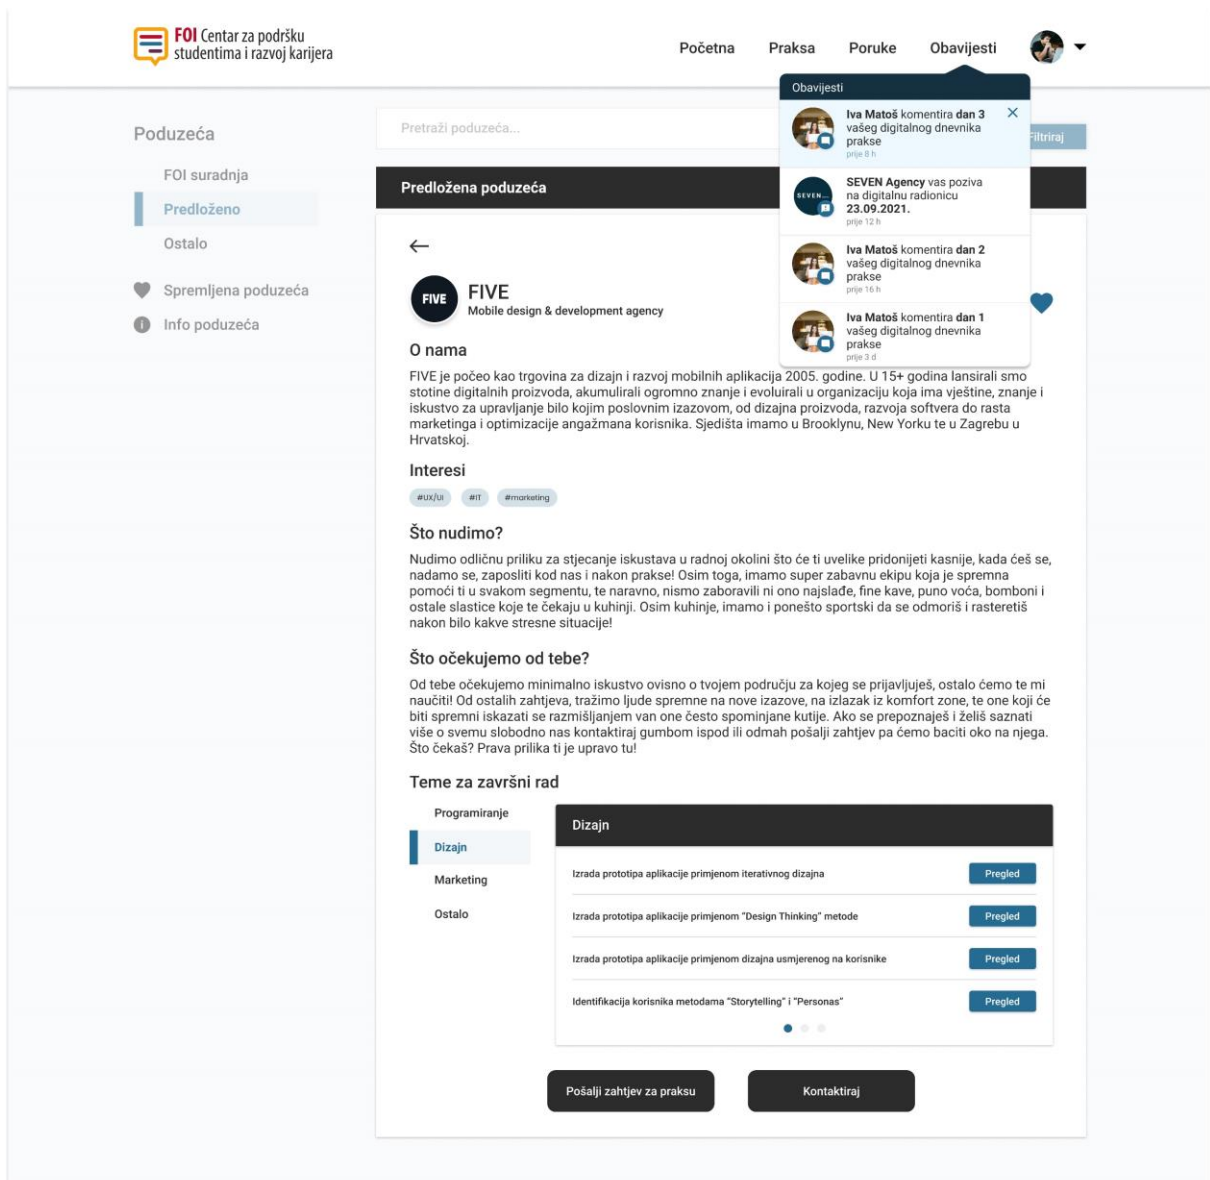 FOI Centar za podršku
studentima i razvoj karijera
Početna
Praksa
Poruke
Obavijesti
Obavijesti
Iva Matoš komentira dan 3
vašeg digitalnog dnevnika
prakse
prije 8 h
SEVEN...
SEVEN Agency vas poziva
na digitalnu radionicu
23.09.2021.
prije 12 h
Iva Matoš komentira dan 2
vašeg digitalnog dnevnika
prakse
prije 16 h
Iva Matoš komentira dan 1
vašeg digitalnog dnevnika
prakse
prije 3 d
Poduzeća
FOI suradnja
Predloženo
Ostalo
Spremljena poduzeća
Info poduzeća
Pretraži poduzeća...
Filtriraj
Predložena poduzeća
FIVE
FIVE
Mobile design & development agency
O nama
FIVE je počeo kao trgovina za dizajn i razvoj mobilnih aplikacija 2005. godine. U 15+ godina lansirali smo
stotine digitalnih proizvoda, akumulirali ogromno znanje i evoluirali u organizaciju koja ima vještine, znanje i
iskustvo za upravljanje bilo kojim poslovnim izazovom, od dizajna proizvoda, razvoja softvera do rasta
marketinga i optimizacije angažmana korisnika. Sjedišta imamo u Brooklynu, New Yorku te u Zagrebu u
Hrvatskoj.
Interesi
#UX/UI
#IT
#marketing
Što nudimo?
Nudimo odličnu priliku za stjecanje iskustava u radnoj okolini što će ti uvelike pridonijeti kasnije, kada ćeš se,
nadamo se, zaposliti kod nas i nakon prakse! Osim toga, imamo super zabavnu ekipu koja je spremna
pomoći ti u svakom segmentu, te naravno, nismo zaboravili ni ono najslađe, fine kave, puno voća, bomboni i
ostale slastice koje te čekaju u kuhinji. Osim kuhinje, imamo i ponešto sportski da se odmoriš i rasteretiš
nakon bilo kakve stresne situacije!
Što očekujemo od tebe?
Od tebe očekujemo minimalno iskustvo ovisno o tvojem području za kojeg se prijavljuješ, ostalo ćemo te mi
naučiti! Od ostalih zahtjeva, tražimo ljude spremne na nove izazove, na izlazak iz komfort zone, te one koji će
biti spremni iskazati se razmišljanjem van one često spominjane kutije. Ako se prepoznaješ i želiš saznati
više o svemu slobodno nas kontaktiraj gumbom ispod ili odmah pošalji zahtjev pa ćemo baciti oko na njega.
Što čekaš? Prava prilika ti je upravo tu!
Teme za završni rad
Programiranje
Dizajn
Marketing
Ostalo
Dizajn
Izrada prototipa aplikacije primjenom iterativnog dizajna
Pregled
Izrada prototipa aplikacije primjenom "Design Thinking" metode
Pregled
Izrada prototipa aplikacije primjenom dizajna usmjerenog na korisnike
Pregled
Identifikacija korisnika metodama "Storytelling" i "Personas"
Pregled
Pošalji zahtjev za praksu
Kontaktiraj